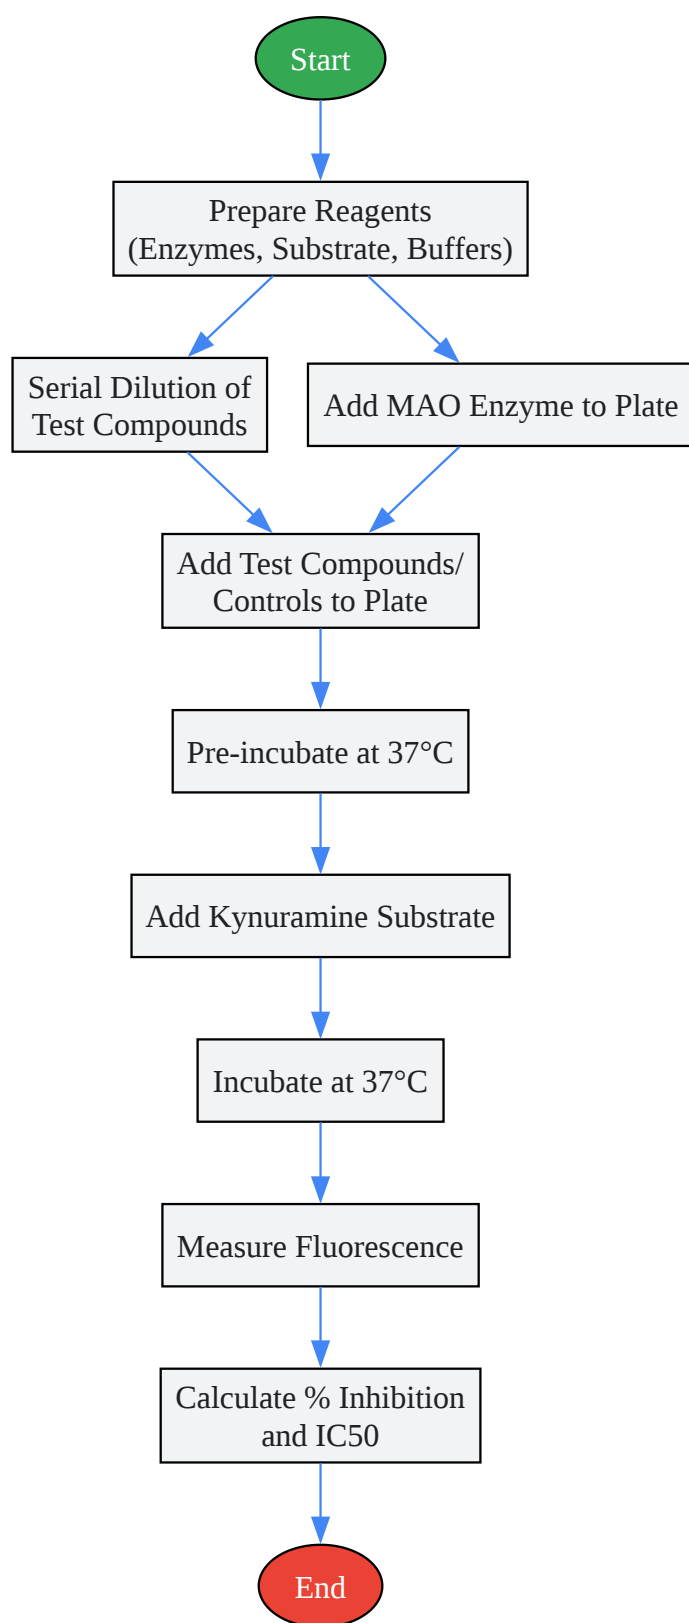 Start
Prepare Reagents
(Enzymes, Substrate, Buffers)
Serial Dilution of
Test Compounds
Add MAO Enzyme to Plate
Add Test Compounds/
Controls to Plate
Pre-incubate at 37°C
Add Kynuramine Substrate
Incubate at 37°C
Measure Fluorescence
Calculate % Inhibition
and IC50
End